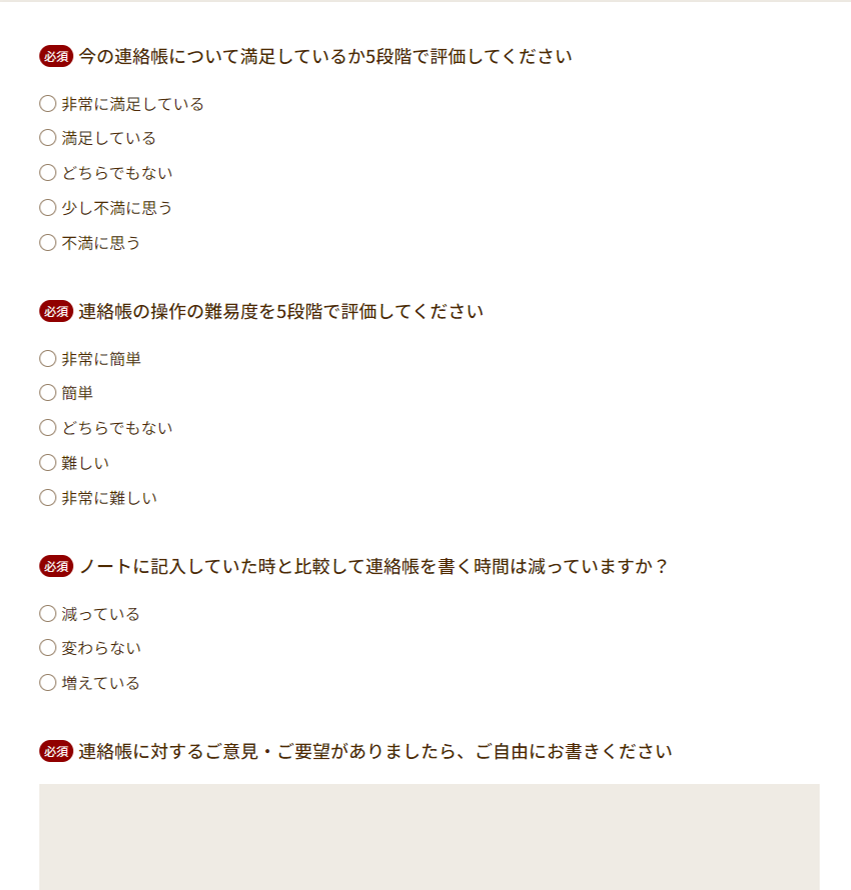 必須 今の連絡帳について満足しているか5段階で評価してください
非常に満足している
満足している
どちらでもない
少し不満に思う
不満に思う
必須 連絡帳の操作の難易度を5段階で評価してください
非常に簡単
簡単
どちらでもない
難しい
非常に難しい
必須 ノートに記入していた時と比較して連絡帳を書く時間は減っていますか？
減っている
変わらない
増えている
必須 連絡帳に対するご意見・ご要望がありましたら、ご自由にお書きください